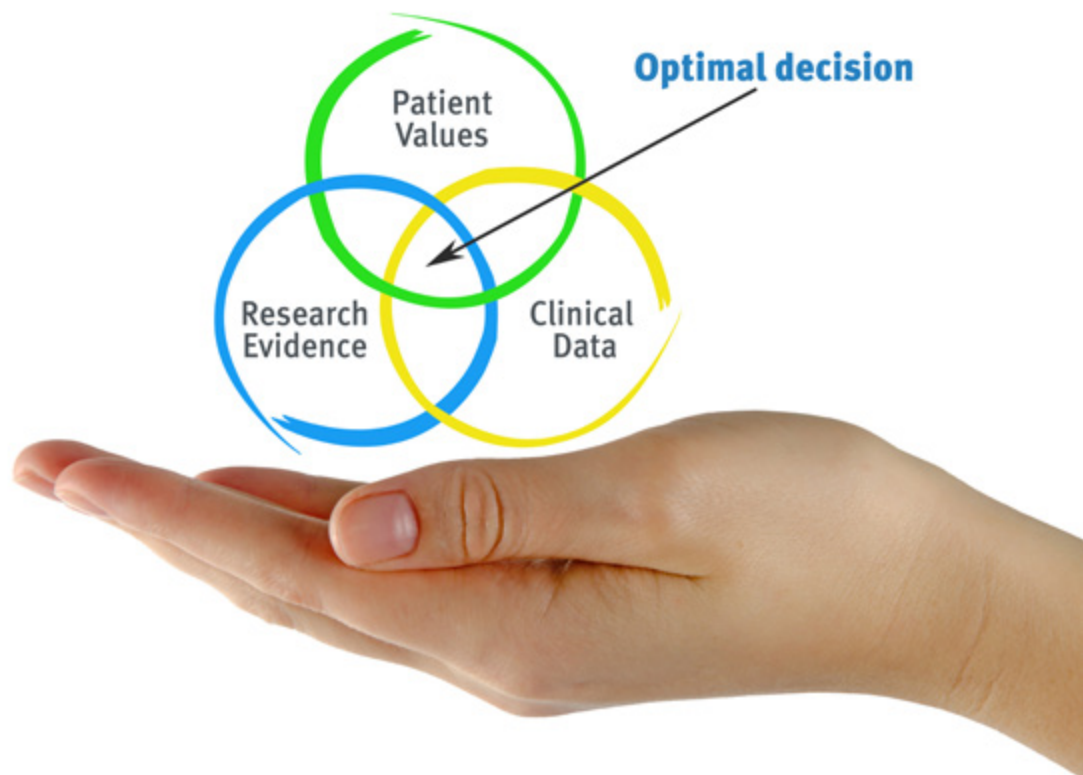 Optimal decision
Patient
Values
Research
Evidence
Clinical
Data